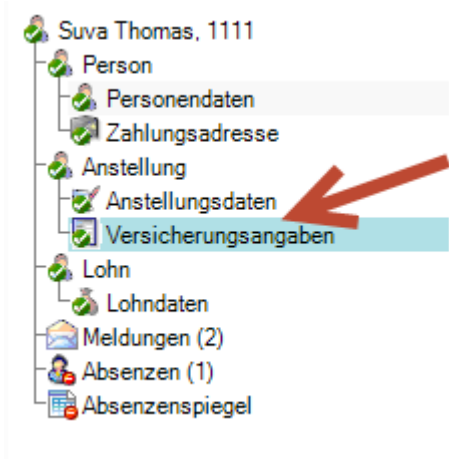 Suva Thomas, 1111
Person
Personendaten
Zahlungsadresse
Anstellung
Anstellungsdaten
Versicherungsangaben
Lohn
Lohndaten
Meldungen (2)
Absenzen (1)
Absenzenspiegel